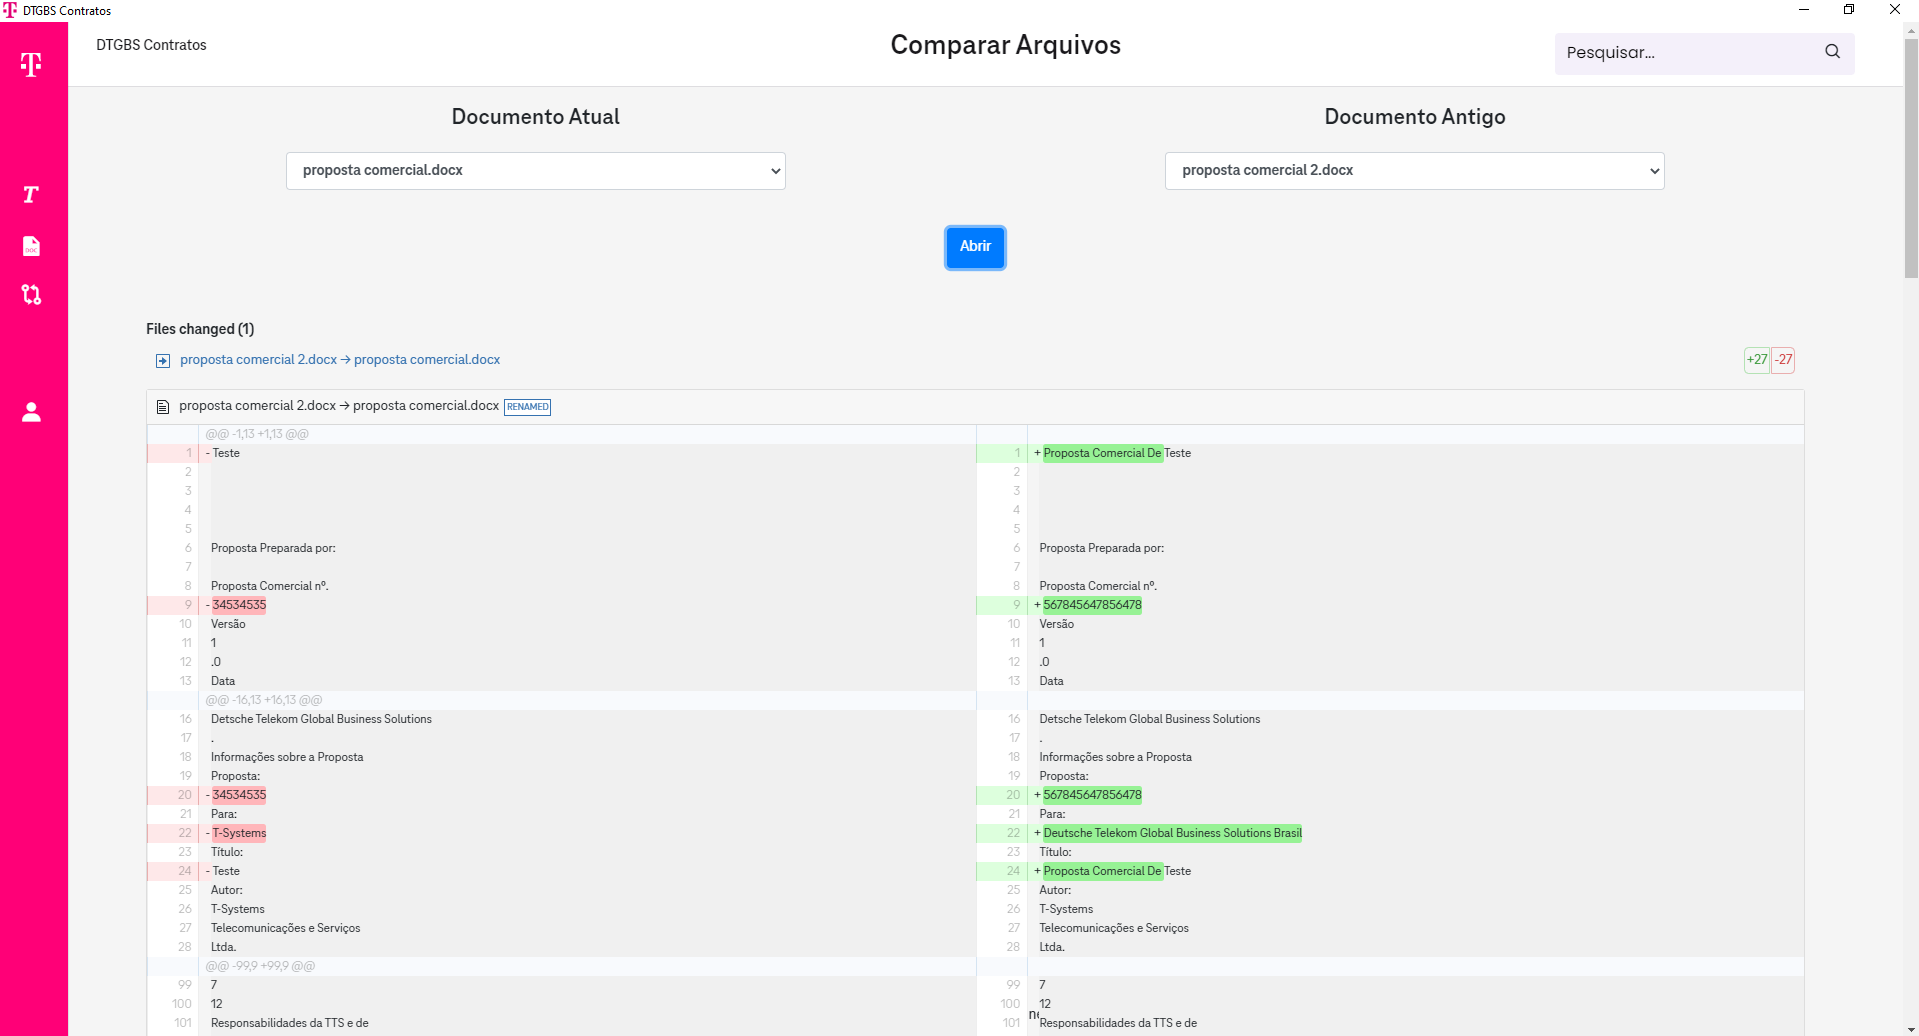 DTGBS Contratos
DTGBS Contratos
Comparar Arquivos
Pesquisar...
Documento Atual
Documento Antigo
proposta comercial.docx
proposta comercial 2.docx
Abrir
Files changed (1)
proposta comercial 2.docx → proposta comercial.docx
+27 -27
proposta comercial 2.docx → proposta comercial.docx RENAMED
@@ -1,13 +1,13 @@
1 - Teste
1 + Proposta Comercial De Teste
2
2
3
3
4
4
5
5
6 Proposta Preparada por:
6 Proposta Preparada por:
7
7
8 Proposta Comercial nº.
8 Proposta Comercial nº.
9 - 34534535
9 + 567845647856478
10 Versão
10 Versão
11 1
11 1
12 .0
12 .0
13 Data
13 Data
@@ -16,13 +16,13 @@
16 Detsche Telekom Global Business Solutions
16 Detsche Telekom Global Business Solutions
17 .
17 .
18 Informações sobre a Proposta
18 Informações sobre a Proposta
19 Proposta:
19 Proposta:
20 - 34534535
20 + 567845647856478
21 Para:
21 Para:
22 - T-Systems
22 + Deutsche Telekom Global Business Solutions Brasil
23 Título:
23 Título:
24 - Teste
24 + Proposta Comercial De Teste
25 Autor:
25 Autor:
26 T-Systems
26 T-Systems
27 Telecomunicações e Serviços
27 Telecomunicações e Serviços
28 Ltda.
28 Ltda.
@@ -99,9 +99,9 @@
99 7
99 7
100 12
100 12
101 Responsabilidades da TTS e de
101 Responsabilidades da TTS e de